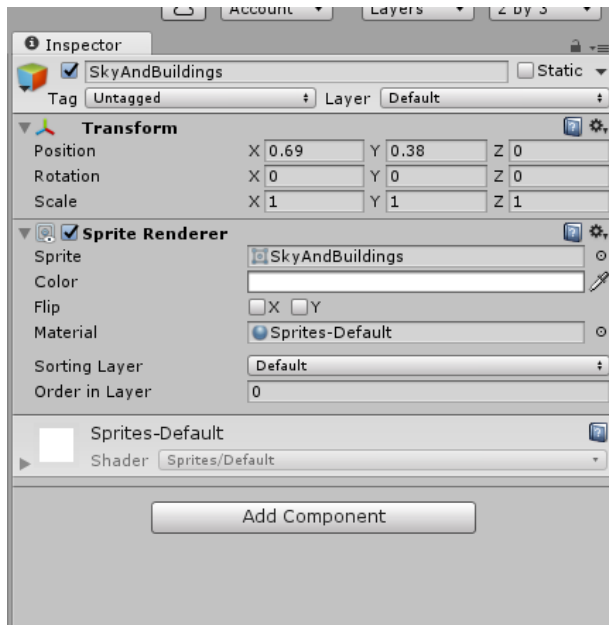 Account Layers 2 by 3
Inspector
SkyAndBuildings Static
Tag Untagged Layer Default
Transform
Position X 0.69 Y 0.38 Z 0
Rotation X 0 Y 0 Z 0
Scale X 1 Y 1 Z 1
Sprite Renderer
Sprite SkyAndBuildings
Color
Flip X Y
Material Sprites-Default
Sorting Layer Default
Order in Layer 0
Sprites-Default
Shader Sprites/Default
Add Component